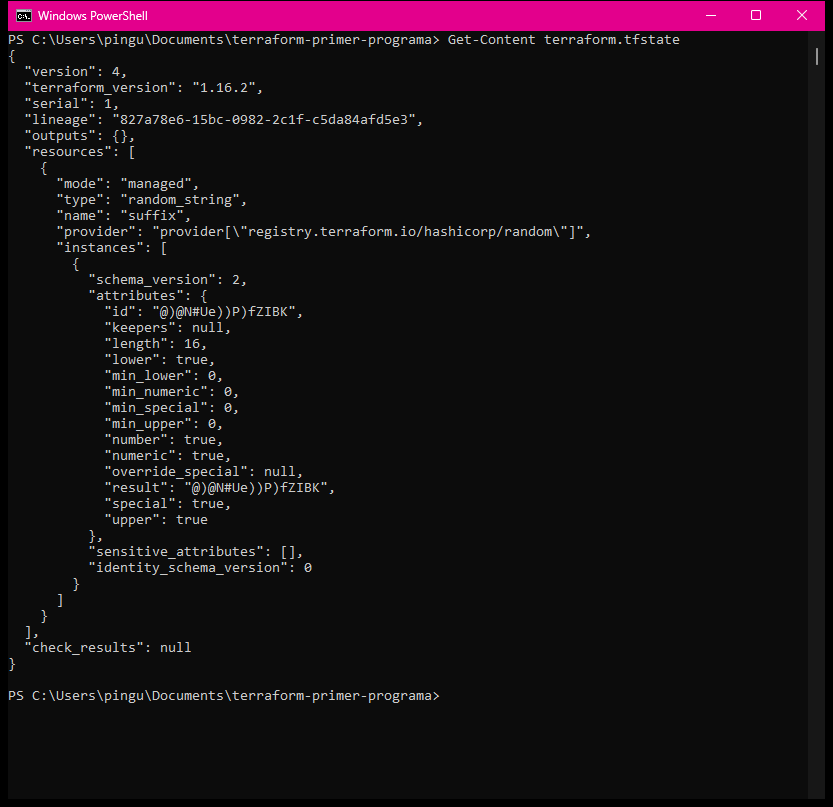 Windows PowerShell
PS C:\Users\pingu\Documents\terraform-primer-programa> Get-Content terraform.tfstate
{
  "version": 4,
  "terraform_version": "1.16.2",
  "serial": 1,
  "lineage": "827a78e6-15bc-0982-2c1f-c5da84afd5e3",
  "outputs": {},
  "resources": [
    {
      "mode": "managed",
      "type": "random_string",
      "name": "suffix",
      "provider": "provider[\"registry.terraform.io/hashicorp/random\"]",
      "instances": [
        {
          "schema_version": 2,
          "attributes": {
            "id": "@)@N#Ue))P)fZIBK",
            "keepers": null,
            "length": 16,
            "lower": true,
            "min_lower": 0,
            "min_numeric": 0,
            "min_special": 0,
            "min_upper": 0,
            "number": true,
            "numeric": true,
            "override_special": null,
            "result": "@)@N#Ue))P)fZIBK",
            "special": true,
            "upper": true
          },
          "sensitive_attributes": [],
          "identity_schema_version": 0
        }
      ]
    }
  ],
  "check_results": null
}
PS C:\Users\pingu\Documents\terraform-primer-programa>